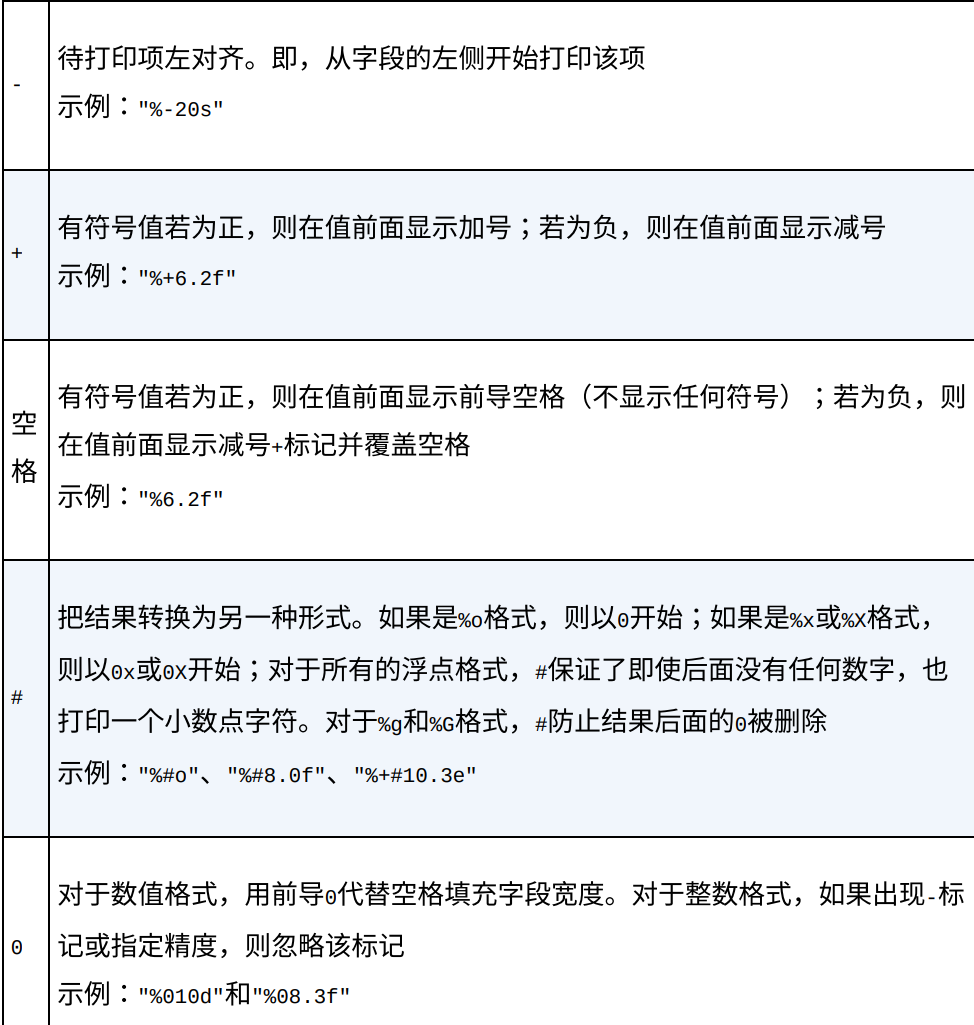 -
待打印项左对齐。即，从字段的左侧开始打印该项
示例："%-20s"
+
有符号值若为正，则在值前面显示加号；若为负，则在值前面显示减号
示例："%+6.2f"
空
格
有符号值若为正，则在值前面显示前导空格（不显示任何符号）；若为负，则
在值前面显示减号+标记并覆盖空格
示例："%6.2f"
#
把结果转换为另一种形式。如果是%o格式，则以0开始；如果是%x或%X格式，
则以0x或0X开始；对于所有的浮点格式，#保证了即使后面没有任何数字，也
打印一个小数点字符。对于%g和%G格式，#防止结果后面的0被删除
示例："%#o"、"%#8.0f"、"%+#10.3e"
0
对于数值格式，用前导0代替空格填充字段宽度。对于整数格式，如果出现-标
记或指定精度，则忽略该标记
示例："%010d"和"%08.3f"